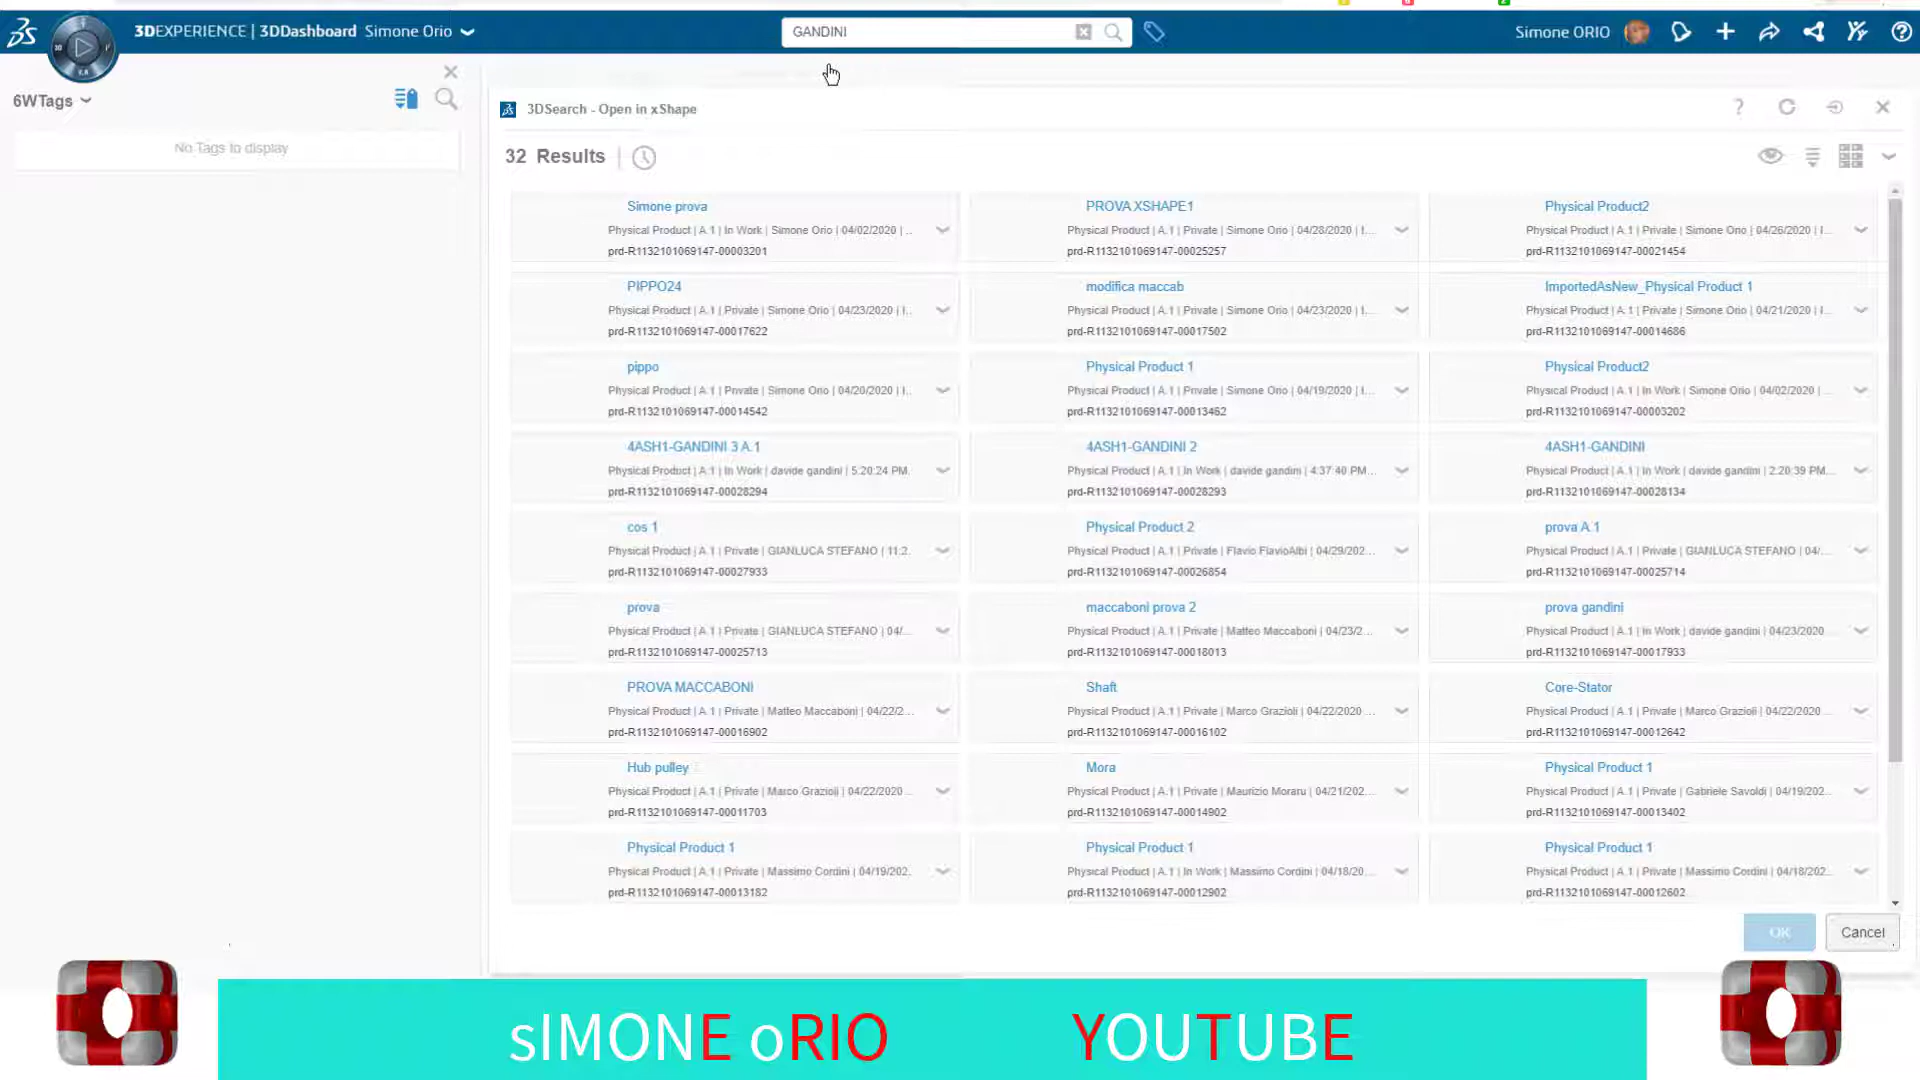 3DEXPERIENCE | 3DDashboard Simone Orio
GANDINI
Simone ORIO
6WTags
No Tags to display
3DSearch - Open in xShape
32 Results
Simone prova
Physical Product | A.1 | In Work | Simone Orio | 04/02/2020 | ...
prd-R1132101069147-00003201
PROVA XSHAPE1
Physical Product | A.1 | Private | Simone Orio | 04/28/2020 | I...
prd-R1132101069147-00025257
Physical Product2
Physical Product | A.1 | Private | Simone Orio | 04/26/2020 | I...
prd-R1132101069147-00021454
PIPPO24
Physical Product | A.1 | Private | Simone Orio | 04/23/2020 | I...
prd-R1132101069147-00017622
modifica maccab
Physical Product | A.1 | Private | Simone Orio | 04/23/2020 | I...
prd-R1132101069147-00017502
ImportedAsNew_Physical Product 1
Physical Product | A.1 | Private | Simone Orio | 04/21/2020 | I...
prd-R1132101069147-00014686
pippo
Physical Product | A.1 | Private | Simone Orio | 04/20/2020 | I...
prd-R1132101069147-00014542
Physical Product 1
Physical Product | A.1 | Private | Simone Orio | 04/19/2020 | I...
prd-R1132101069147-00013462
Physical Product2
Physical Product | A.1 | In Work | Simone Orio | 04/02/2020 | ...
prd-R1132101069147-00003202
4ASH1-GANDINI 3 A.1
Physical Product | A.1 | In Work | davide gandini | 5:20:24 PM...
prd-R1132101069147-00028294
4ASH1-GANDINI 2
Physical Product | A.1 | In Work | davide gandini | 4:37:40 PM...
prd-R1132101069147-00028293
4ASH1-GANDINI
Physical Product | A.1 | In Work | davide gandini | 2:20:39 PM...
prd-R1132101069147-00028134
cos 1
Physical Product | A.1 | Private | GIANLUCA STEFANO | 11:2...
prd-R1132101069147-00027933
Physical Product 2
Physical Product | A.1 | Private | Flavio FlavioAlbi | 04/29/202...
prd-R1132101069147-00026854
prova A.1
Physical Product | A.1 | Private | GIANLUCA STEFANO | 04/...
prd-R1132101069147-00025714
prova
Physical Product | A.1 | Private | GIANLUCA STEFANO | 04/...
prd-R1132101069147-00025713
maccaboni prova 2
Physical Product | A.1 | Private | Matteo Maccaboni | 04/23/2...
prd-R1132101069147-00018013
prova gandini
Physical Product | A.1 | In Work | davide gandini | 04/23/2020 ...
prd-R1132101069147-00017933
PROVA MACCABONI
Physical Product | A.1 | Private | Matteo Maccaboni | 04/22/2...
prd-R1132101069147-00016902
Shaft
Physical Product | A.1 | Private | Marco Grazioli | 04/22/2020 ...
prd-R1132101069147-00016102
Core-Stator
Physical Product | A.1 | Private | Marco Grazioli | 04/22/2020 ...
prd-R1132101069147-00012642
Hub pulley
Physical Product | A.1 | Private | Marco Grazioli | 04/22/2020 ...
prd-R1132101069147-00011703
Mora
Physical Product | A.1 | Private | Maurizio Moraru | 04/21/202...
prd-R1132101069147-00014902
Physical Product 1
Physical Product | A.1 | Private | Gabriele Savoldi | 04/19/202...
prd-R1132101069147-00013402
Physical Product 1
Physical Product | A.1 | Private | Massimo Cordini | 04/19/202...
prd-R1132101069147-00013182
Physical Product 1
Physical Product | A.1 | In Work | Massimo Cordini | 04/18/20...
prd-R1132101069147-00012902
Physical Product 1
Physical Product | A.1 | Private | Massimo Cordini | 04/18/202...
prd-R1132101069147-00012602
OK
Cancel
sIMONE oRIO YOUTUBE